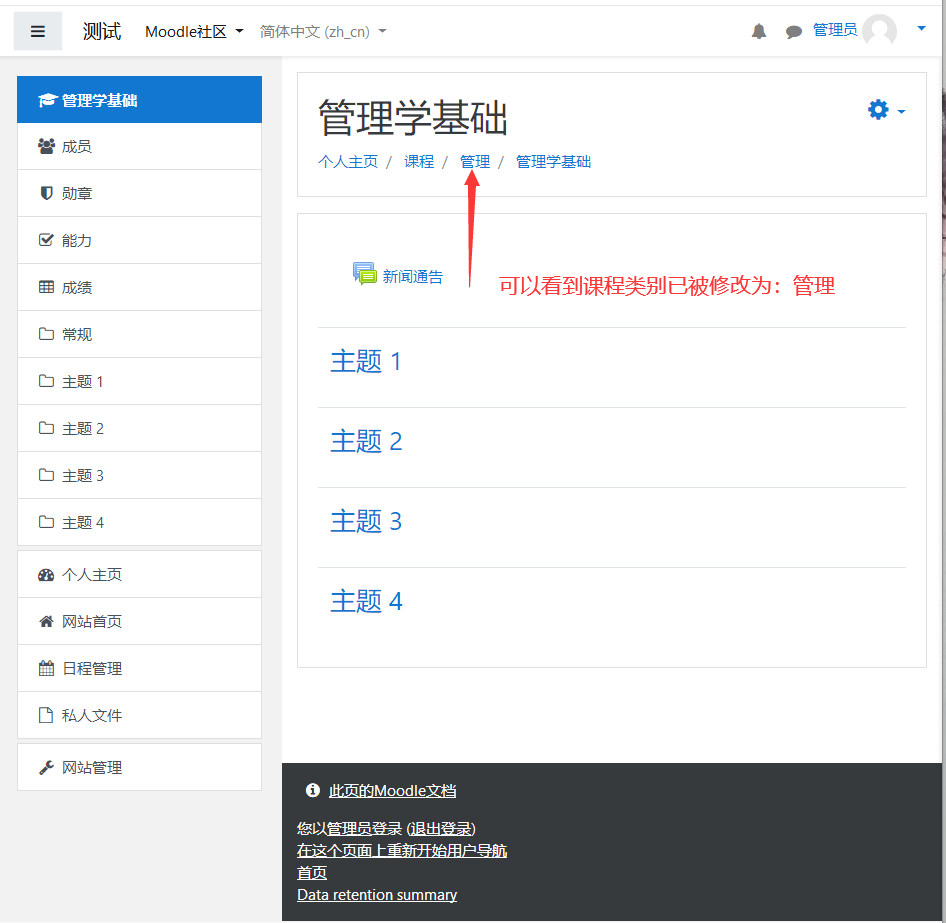 测试 Moodle社区 简体中文 (zh_cn) 管理员
管理学基础
成员
勋章
能力
成绩
常规
主题 1
主题 2
主题 3
主题 4
个人主页
网站首页
日程管理
私人文件
网站管理
管理学基础
个人主页 / 课程 / 管理 / 管理学基础
新闻通告
可以看到课程类别已被修改为：管理
主题 1
主题 2
主题 3
主题 4
此页的Moodle文档
您以管理员登录 (退出登录)
在这个页面上重新开始用户导航
首页
Data retention summary